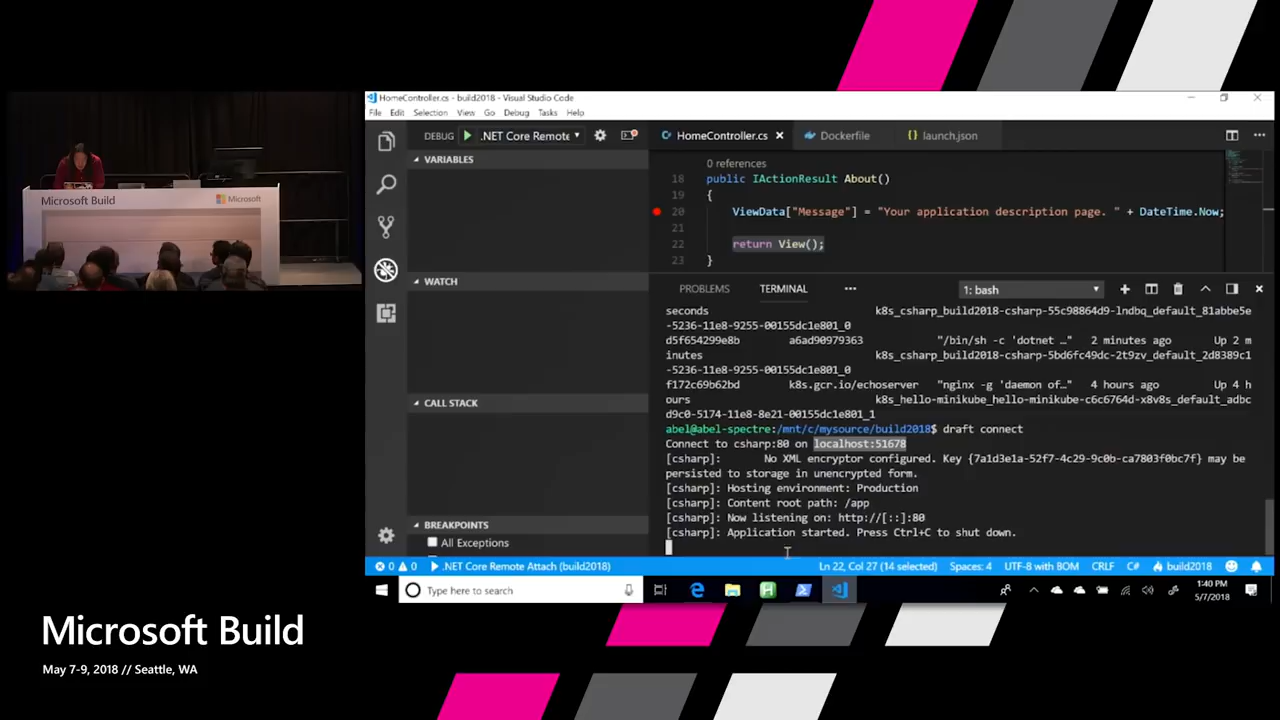 Microsoft Build
Microsoft
HomeController.cs - build2018 - Visual Studio Code
File Edit Selection View Go Debug Tasks Help
DEBUG .NET Core Remote
HomeController.cs
Dockerfile
launch.json
VARIABLES
WATCH
CALL STACK
BREAKPOINTS
All Exceptions
0 references
18 public IActionResult About()
19 {
20 ViewData["Message"] = "Your application description page. " + DateTime.Now;
21
22 return View();
23 }
PROBLEMS TERMINAL 1: bash
seconds k8s_csharp_build2018-csharp-55c98864d9-lndbq_default_81abbe5e
-5236-11e8-9255-00155dc1e801_0
d5f654299e8b a6ad90979363 "/bin/sh -c 'dotnet …" 2 minutes ago Up 2 m
inutes k8s_csharp_build2018-csharp-5bd6fc49dc-2t9zv_default_2d8389c1
-5236-11e8-9255-00155dc1e801_0
f172c69b62bd k8s.gcr.io/echoserver "nginx -g 'daemon of…" 4 hours ago Up 4 h
ours k8s_hello-minikube_hello-minikube-c6c6764d-x8v8s_default_adbc
d9c0-5174-11e8-8e21-00155dc1e801_1
abel@abel-spectre:/mnt/c/mysource/build2018$ draft connect
Connect to csharp:80 on localhost:51678
[csharp]: No XML encryptor configured. Key {7a1d3e1a-52f7-4c29-9c0b-ca7803f0bc7f} may be
persisted to storage in unencrypted form.
[csharp]: Hosting environment: Production
[csharp]: Content root path: /app
[csharp]: Now listening on: http://[::]:80
[csharp]: Application started. Press Ctrl+C to shut down.
0 0 .NET Core Remote Attach (build2018) Ln 22, Col 27 (14 selected) Spaces: 4 UTF-8 with BOM CRLF C# build2018
Type here to search
1:40 PM
5/7/2018
Microsoft Build
May 7-9, 2018 // Seattle, WA